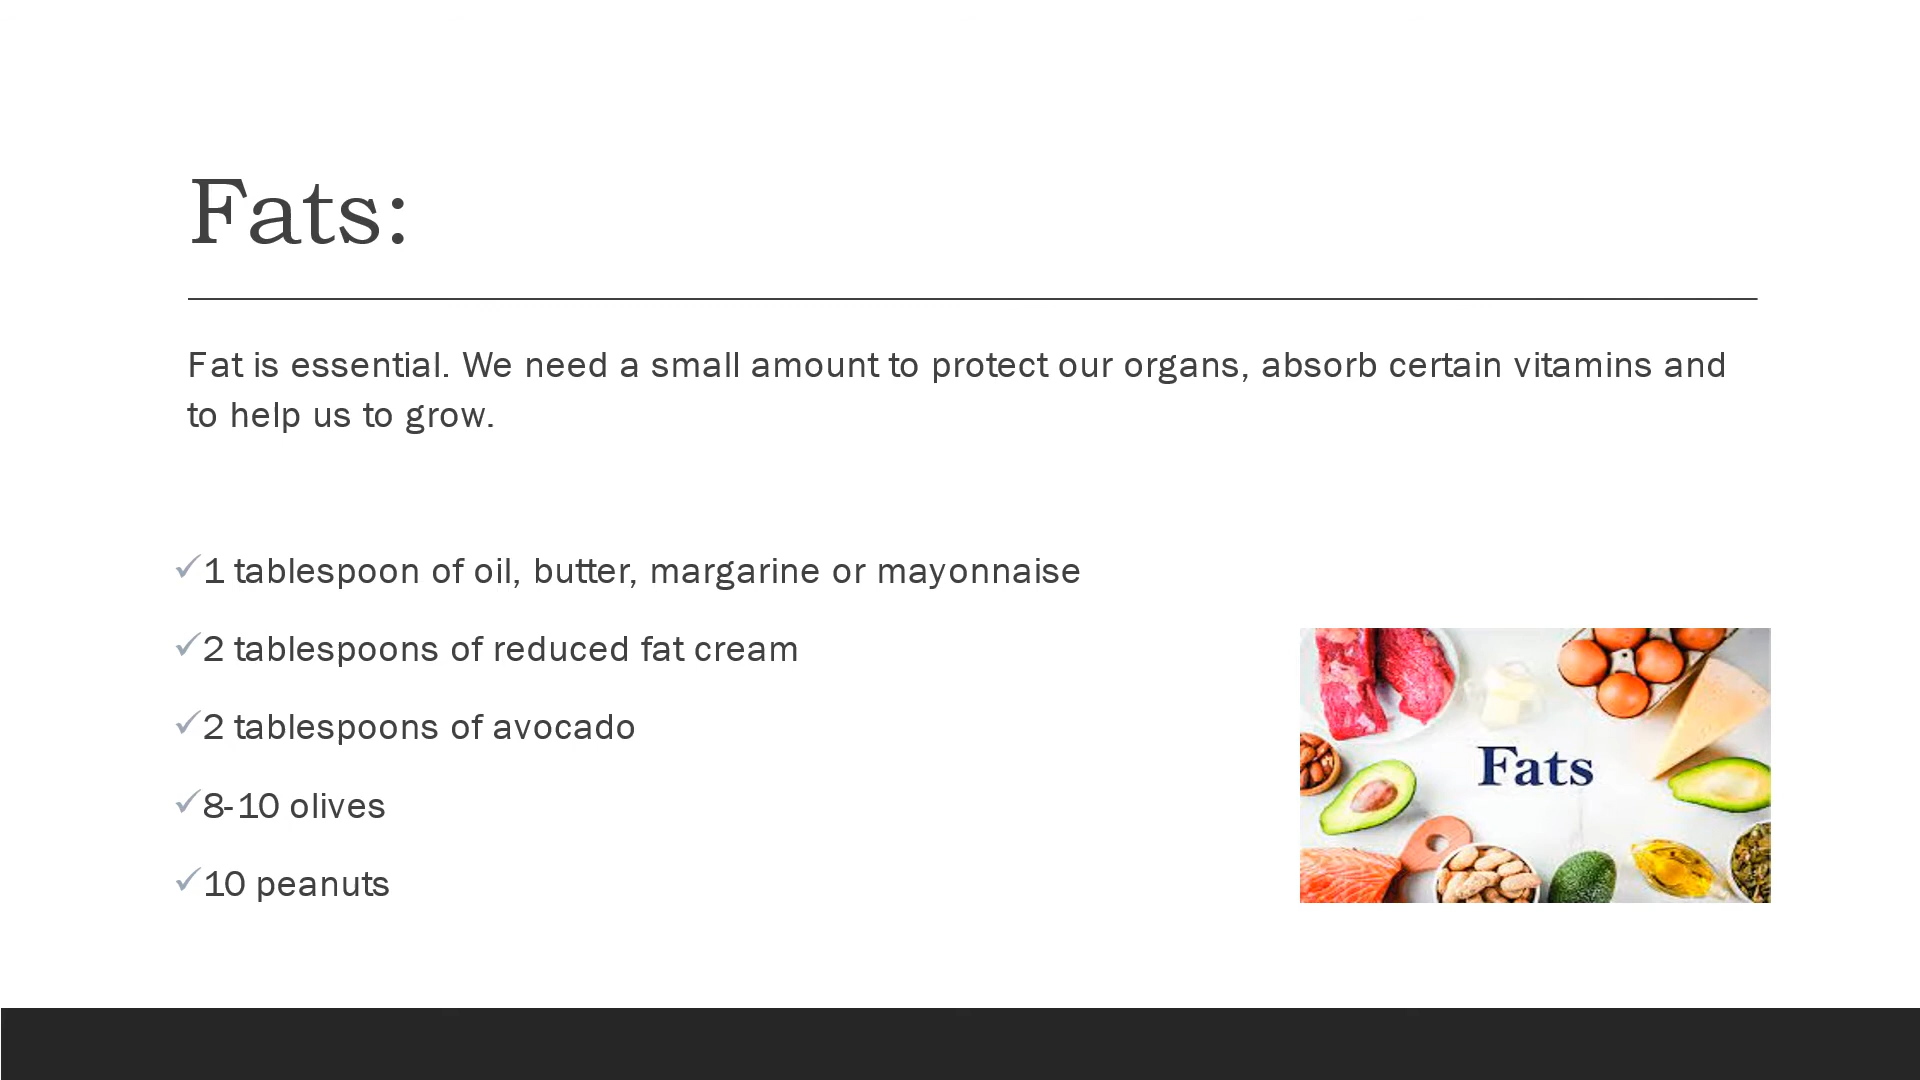 Fats:
Fat is essential. We need a small amount to protect our organs, absorb certain vitamins and
to help us to grow.
✓1 tablespoon of oil, butter, margarine or mayonnaise
✓2 tablespoons of reduced fat cream
✓2 tablespoons of avocado
✓8-10 olives
✓10 peanuts
Fats